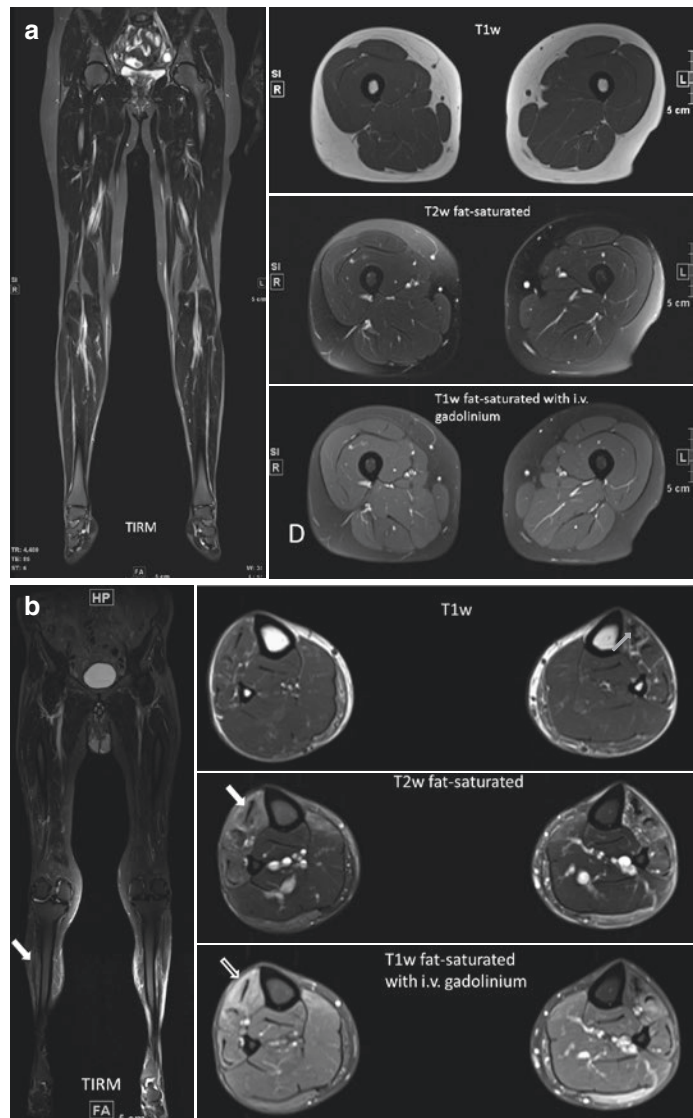 a
T1w
SI
R
L
5 cm
T2w fat-saturated
SI
R
L
5 cm
SI
R
L
5 cm
T1w fat-saturated with i.v.
gadolinium
SI
R
L
5 cm
D
TIRM
FA
b
HP
T1w
T2w fat-saturated
T1w fat-saturated
with i.v. gadolinium
TIRM
FA